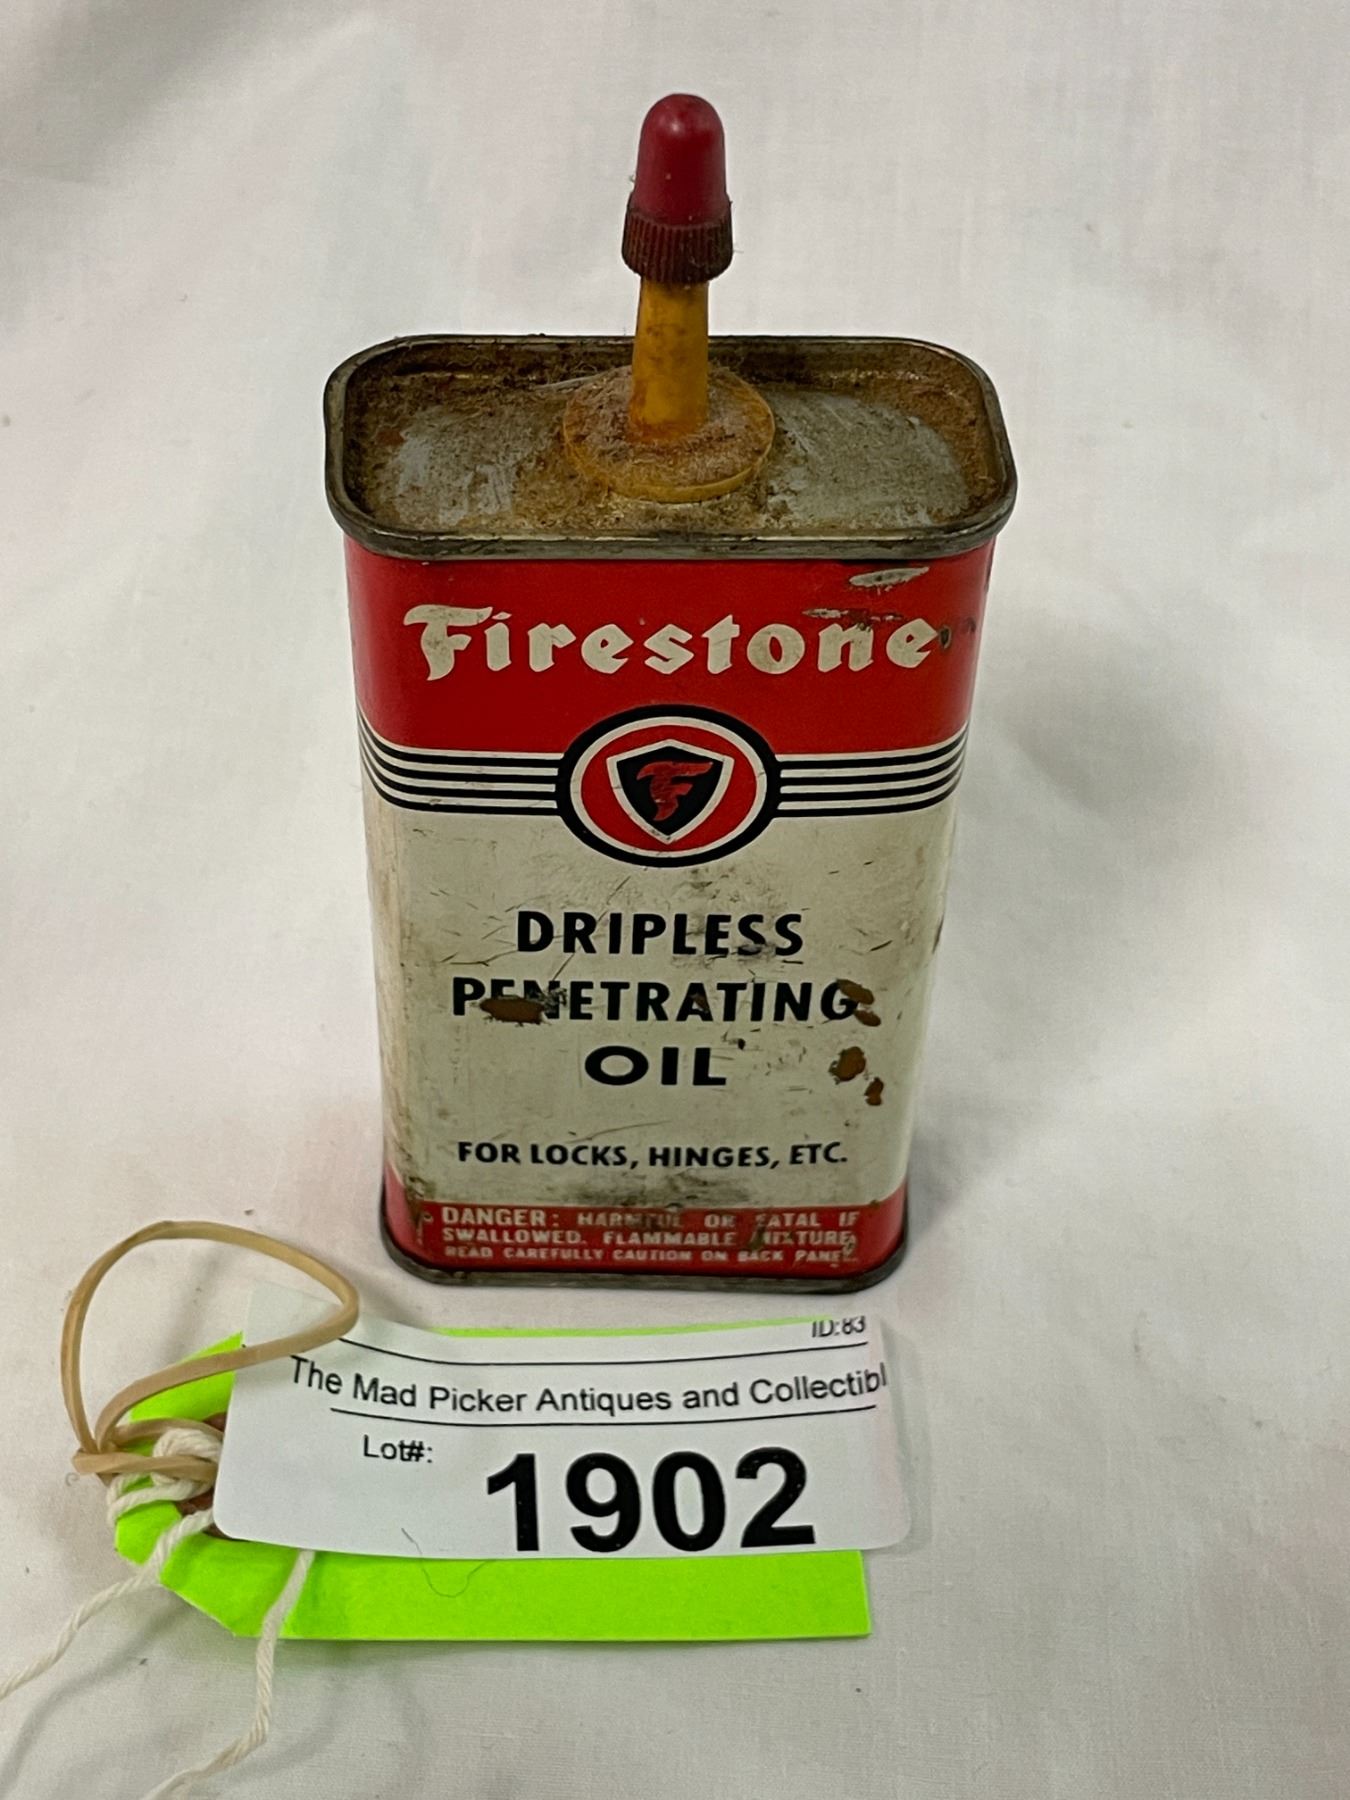 Firestone
F
DRIPLESS
PENETRATING
OIL
FOR LOCKS, HINGES, ETC.
DANGER: HARMFUL OR FATAL IF
SWALLOWED. FLAMMABLE MIXTURE
READ CAREFULLY CAUTION ON BACK PANEL
ID:83
The Mad Picker Antiques and Collectibl
Lot#:
1902